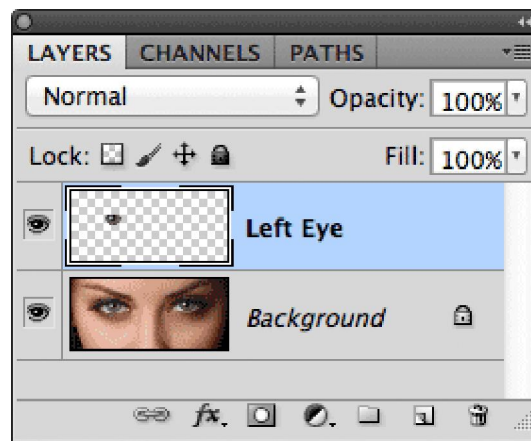 LAYERS CHANNELS PATHS
Normal Opacity: 100%
Lock: Fill: 100%
Left Eye
Background
fx.